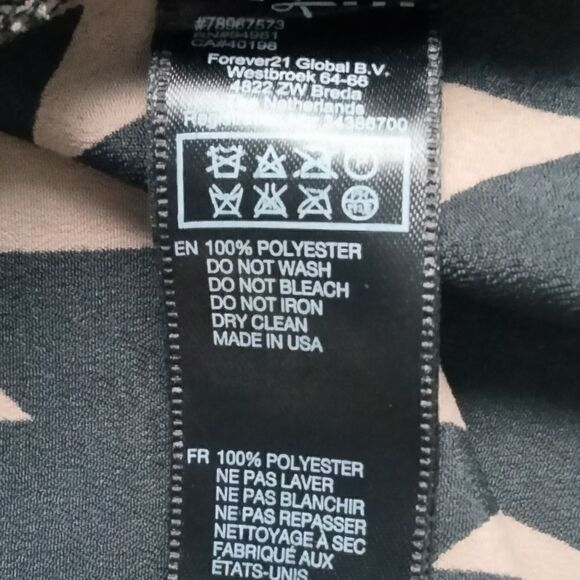 #78967573
RN#94981
CA#40198
Forever21 Global B.V.
Westbroek 64-66
4822 ZW Breda
Netherlands
EN 100% POLYESTER
DO NOT WASH
DO NOT BLEACH
DO NOT IRON
DRY CLEAN
MADE IN USA
FR 100% POLYESTER
NE PAS LAVER
NE PAS BLANCHIR
NE PAS REPASSER
NETTOYAGE À SEC
FABRIQUÉ AUX
ÉTATS-UNIS